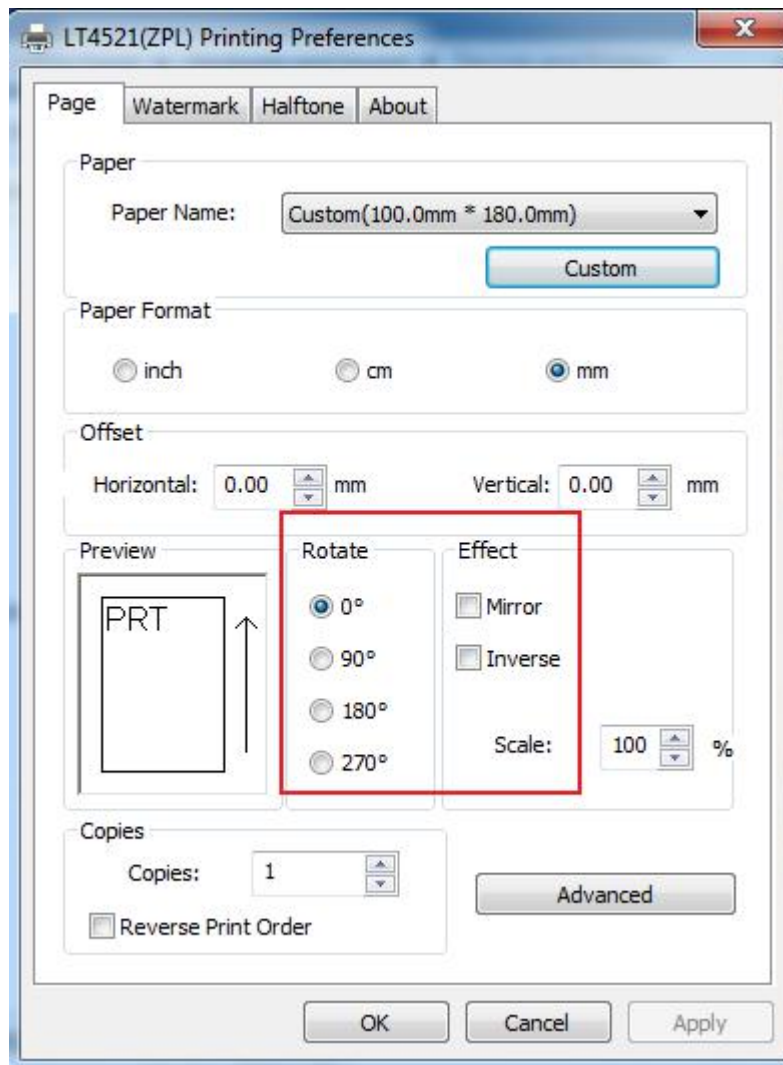 LT4521(ZPL) Printing Preferences
Page Watermark Halftone About
Paper
Paper Name: Custom(100.0mm * 180.0mm)
Custom
Paper Format
inch cm mm
Offset
Horizontal: 0.00 mm Vertical: 0.00 mm
Preview Rotate Effect
PRT 0° Mirror
90° Inverse
180°
Scale: 100 %
270°
Copies
Copies: 1
Advanced
Reverse Print Order
OK Cancel Apply